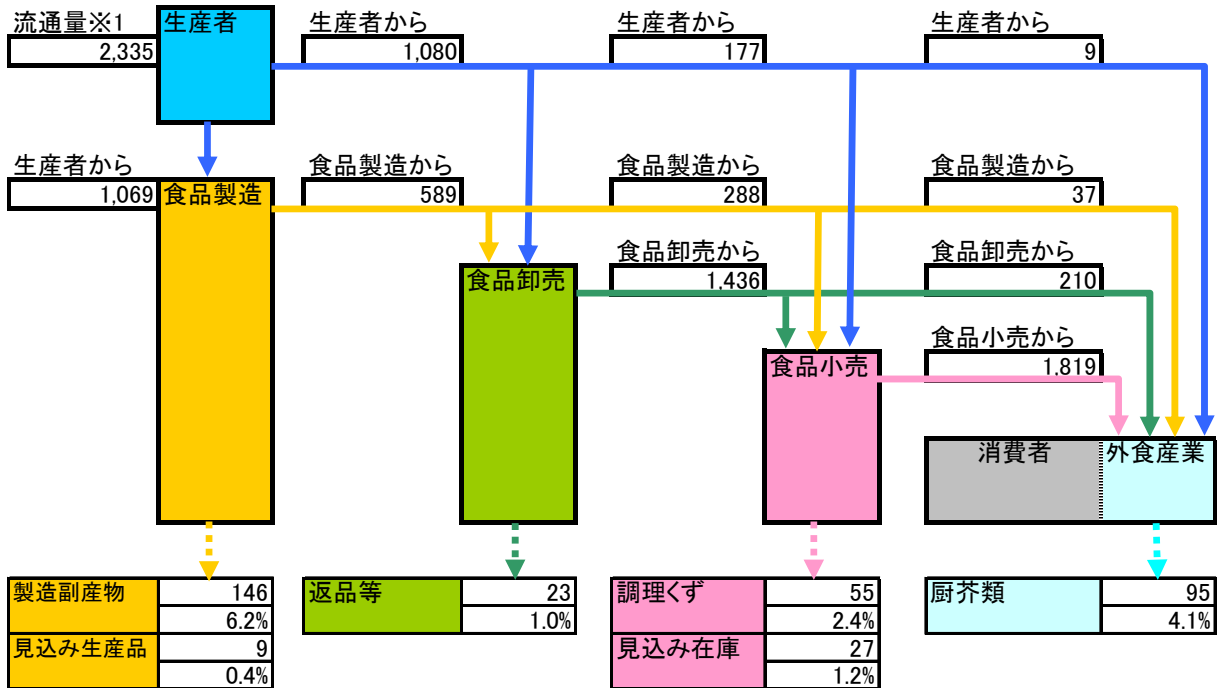 流通量※1
2,335
生産者
生産者から
1,080
生産者から
177
生産者から
9
生産者から
1,069
食品製造
食品製造から
589
食品製造から
288
食品製造から
37
食品卸売
食品卸売から
1,436
食品卸売から
210
食品小売
食品小売から
1,819
消費者
外食産業
製造副産物
146
6.2%
見込み生産品
9
0.4%
返品等
23
1.0%
調理くず
55
2.4%
見込み在庫
27
1.2%
厨芥類
95
4.1%